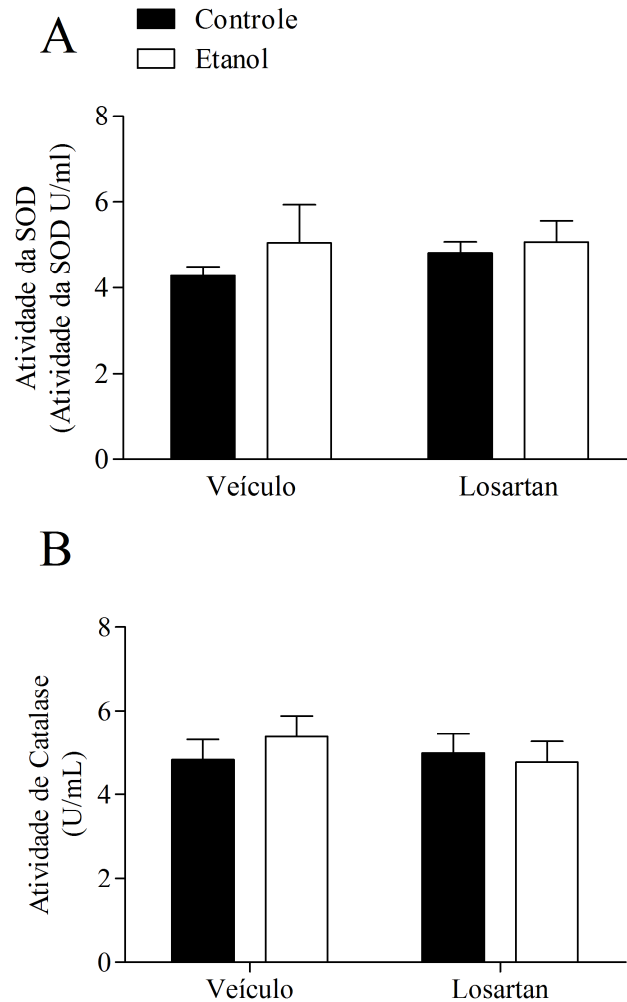 A
Controle
Etanol
Atividade da SOD
(Atividade da SOD U/ml)
8
6
4
2
0
Veículo
Losartan
B
Atividade de Catalase
(U/mL)
8
6
4
2
0
Veículo
Losartan